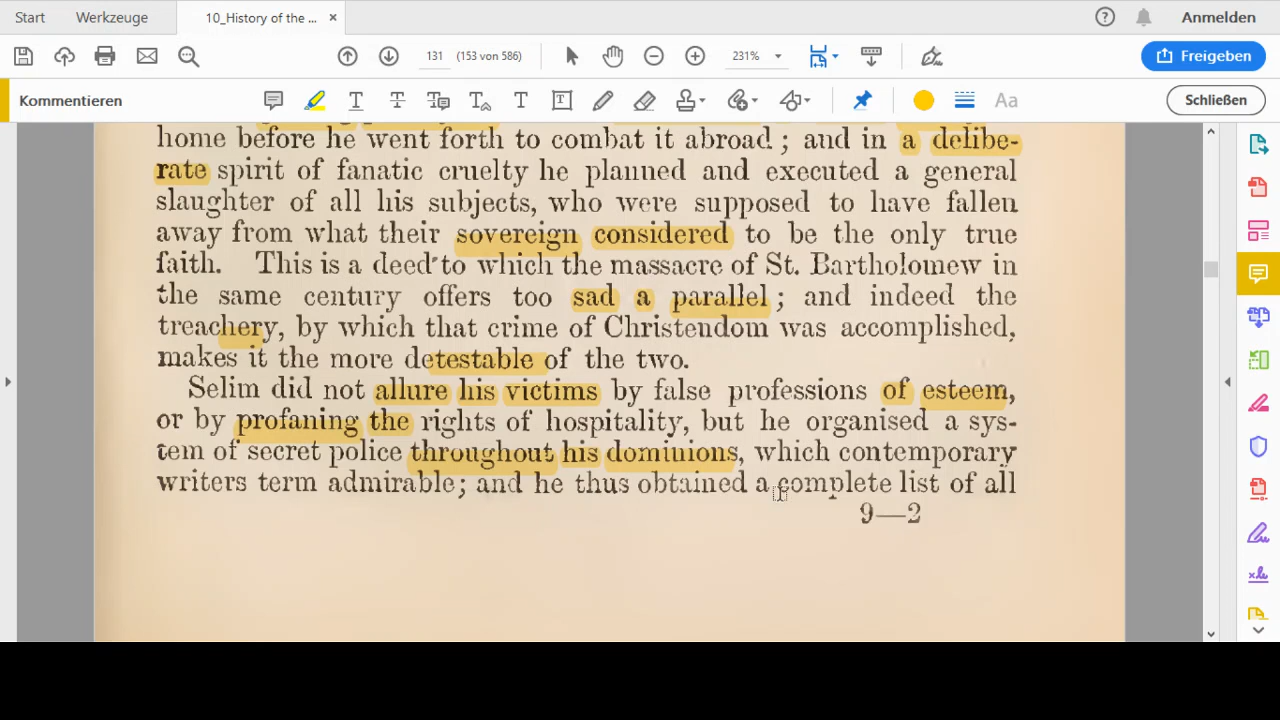 Start Werkzeuge 10_History of the ... × Anmelden
131 (153 von 586) 231% Freigeben
Kommentieren Aa Schließen
home before he went forth to combat it abroad ; and in a delibe-
rate spirit of fanatic cruelty he planned and executed a general
slaughter of all his subjects, who were supposed to have fallen
away from what their sovereign considered to be the only true
faith. This is a deed to which the massacre of St. Bartholomew in
the same century offers too sad a parallel ; and indeed the
treachery, by which that crime of Christendom was accomplished,
makes it the more detestable of the two.
Selim did not allure his victims by false professions of esteem,
or by profaning the rights of hospitality, but he organised a sys-
tem of secret police throughout his dominions, which contemporary
writers term admirable; and he thus obtained a complete list of all
9—2